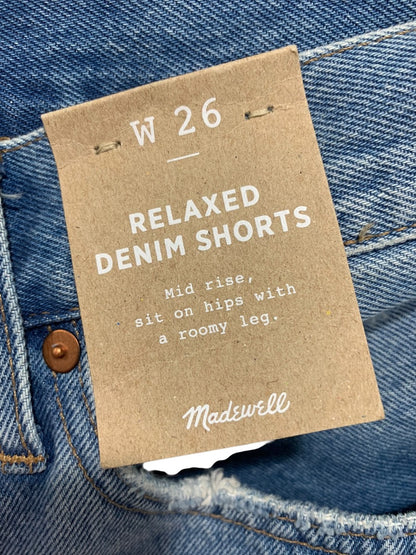 W 26
RELAXED
DENIM SHORTS
Mid rise,
sit on hips with
a roomy leg.
Madewell